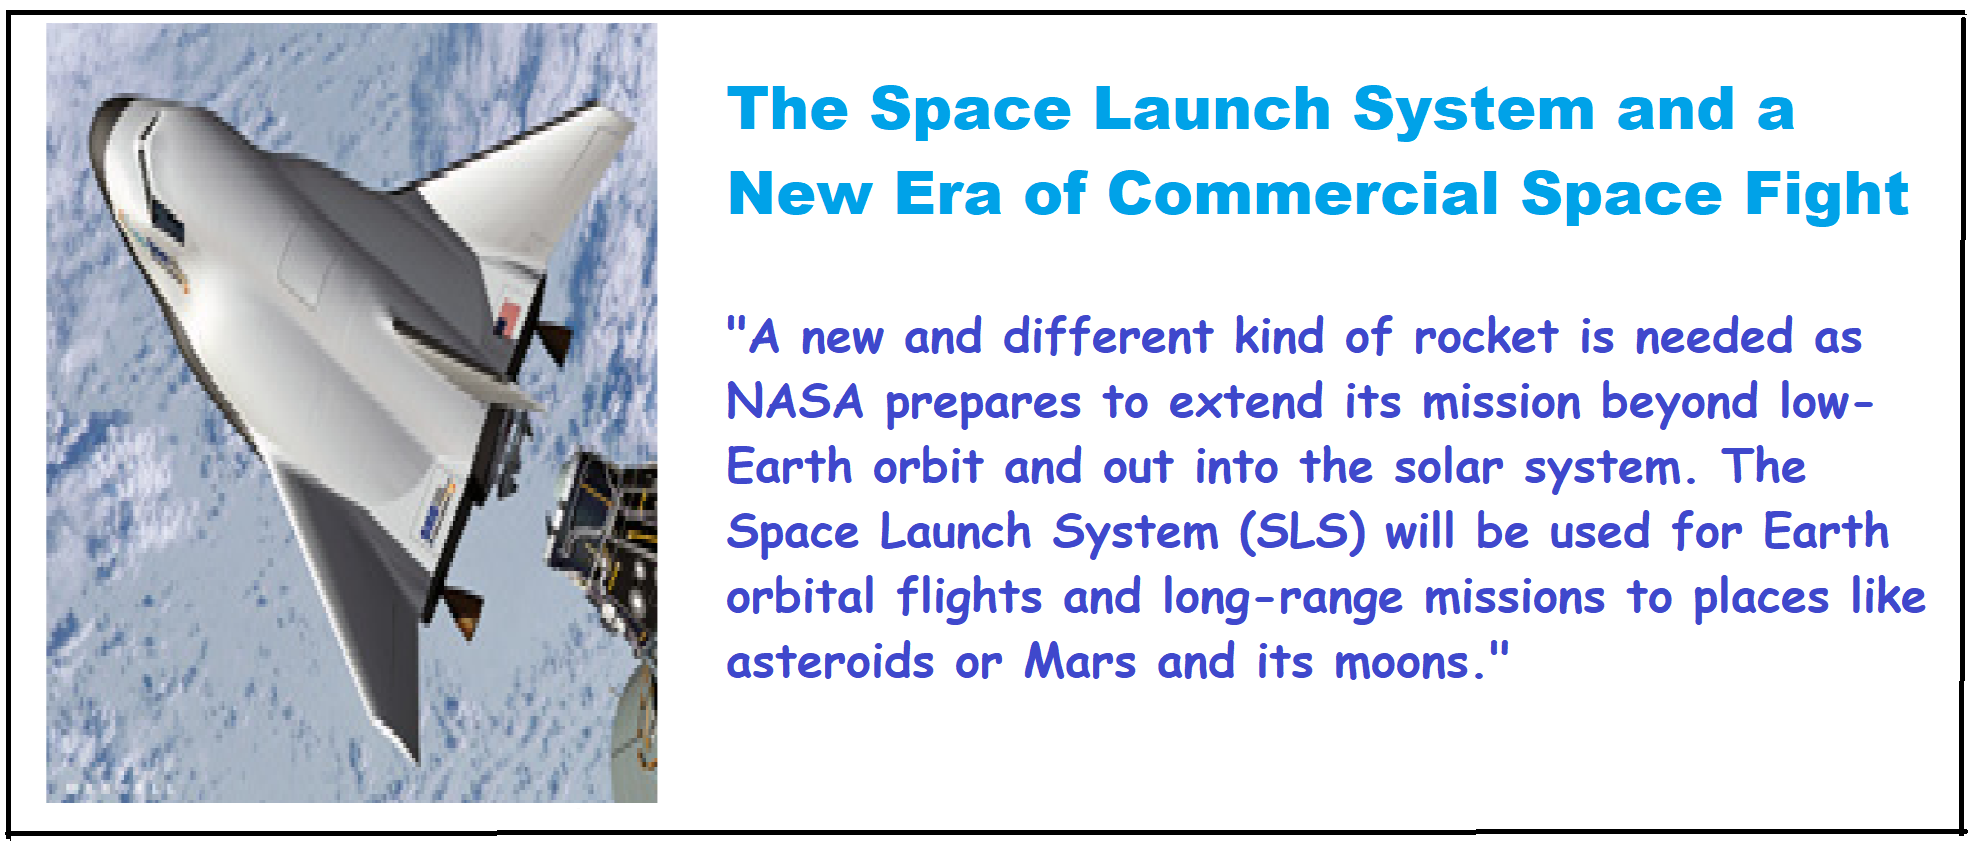 The Space Launch System and a
New Era of Commercial Space Fight
"A new and different kind of rocket is needed as
NASA prepares to extend its mission beyond low-
Earth orbit and out into the solar system. The
Space Launch System (SLS) will be used for Earth
orbital flights and long-range missions to places like
asteroids or Mars and its moons."